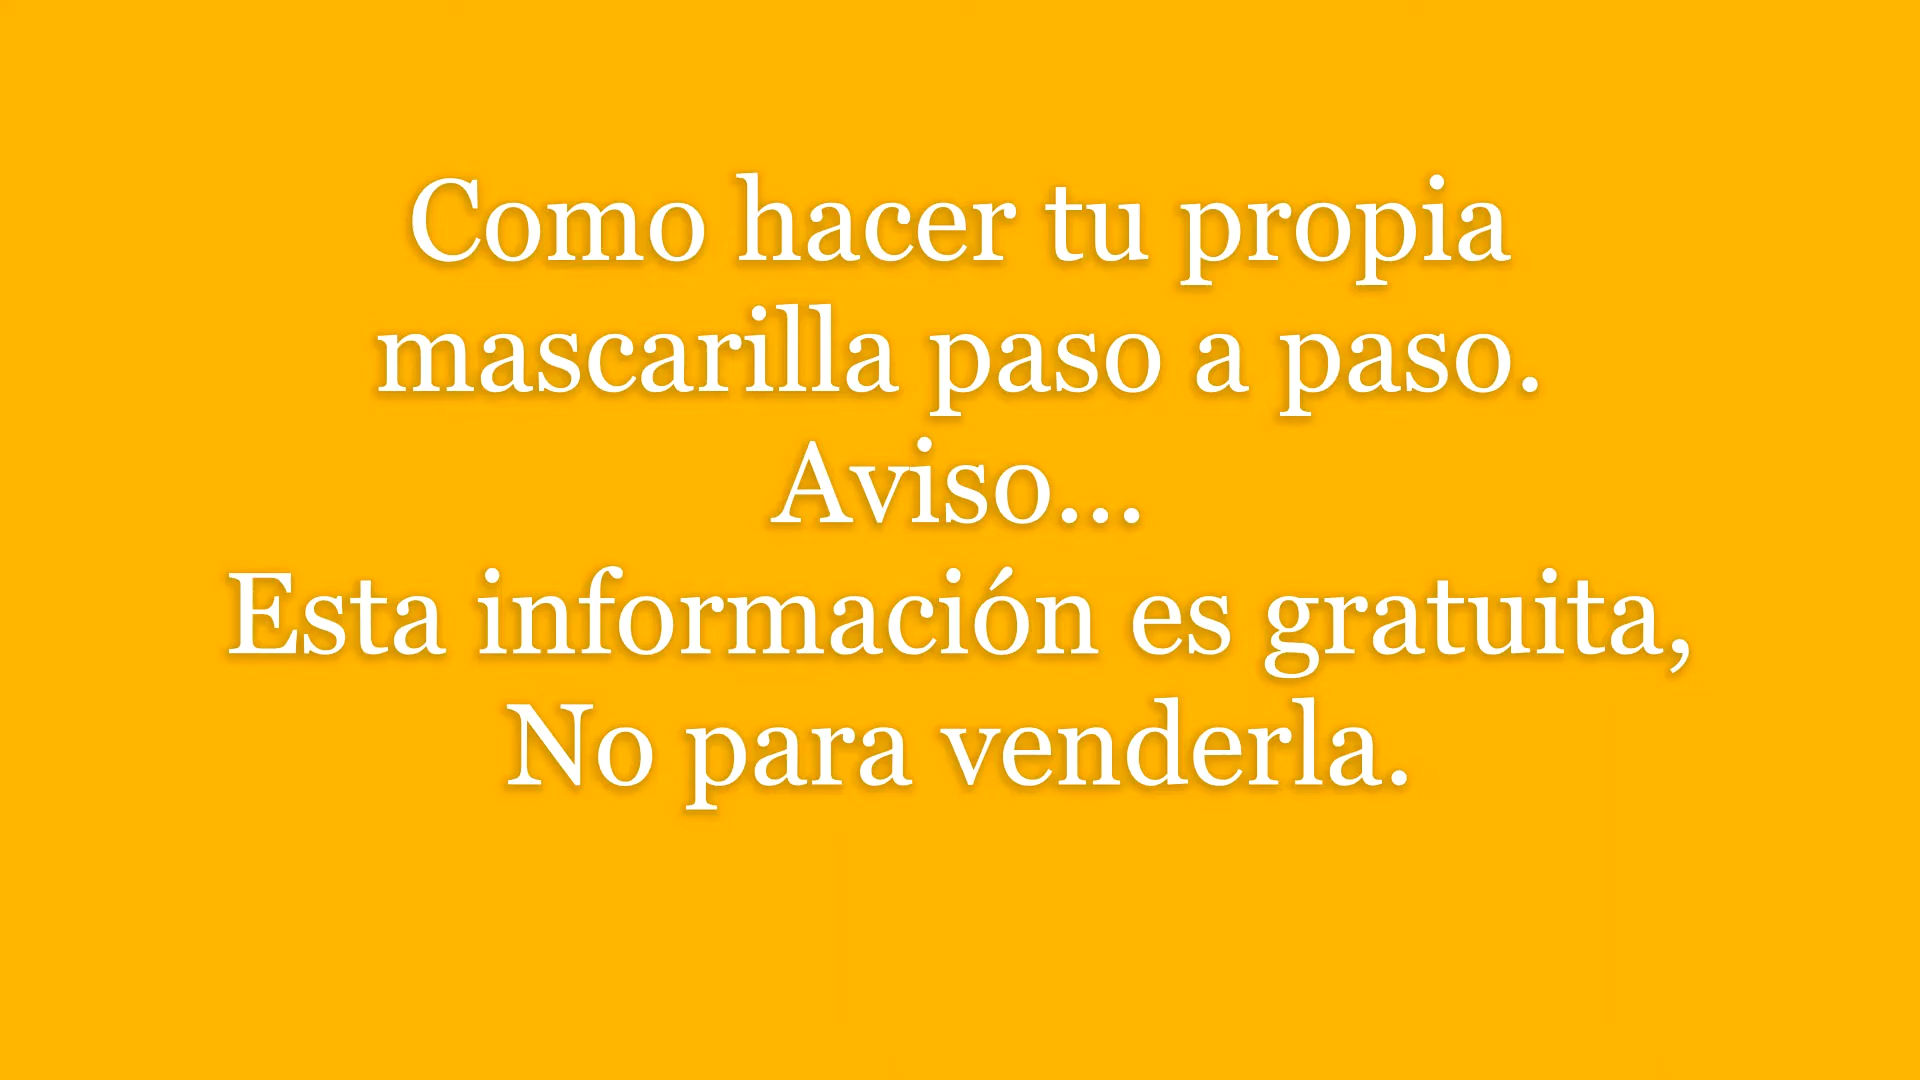 Como hacer tu propia
mascarilla paso a paso.
Aviso...
Esta información es gratuita,
No para venderla.